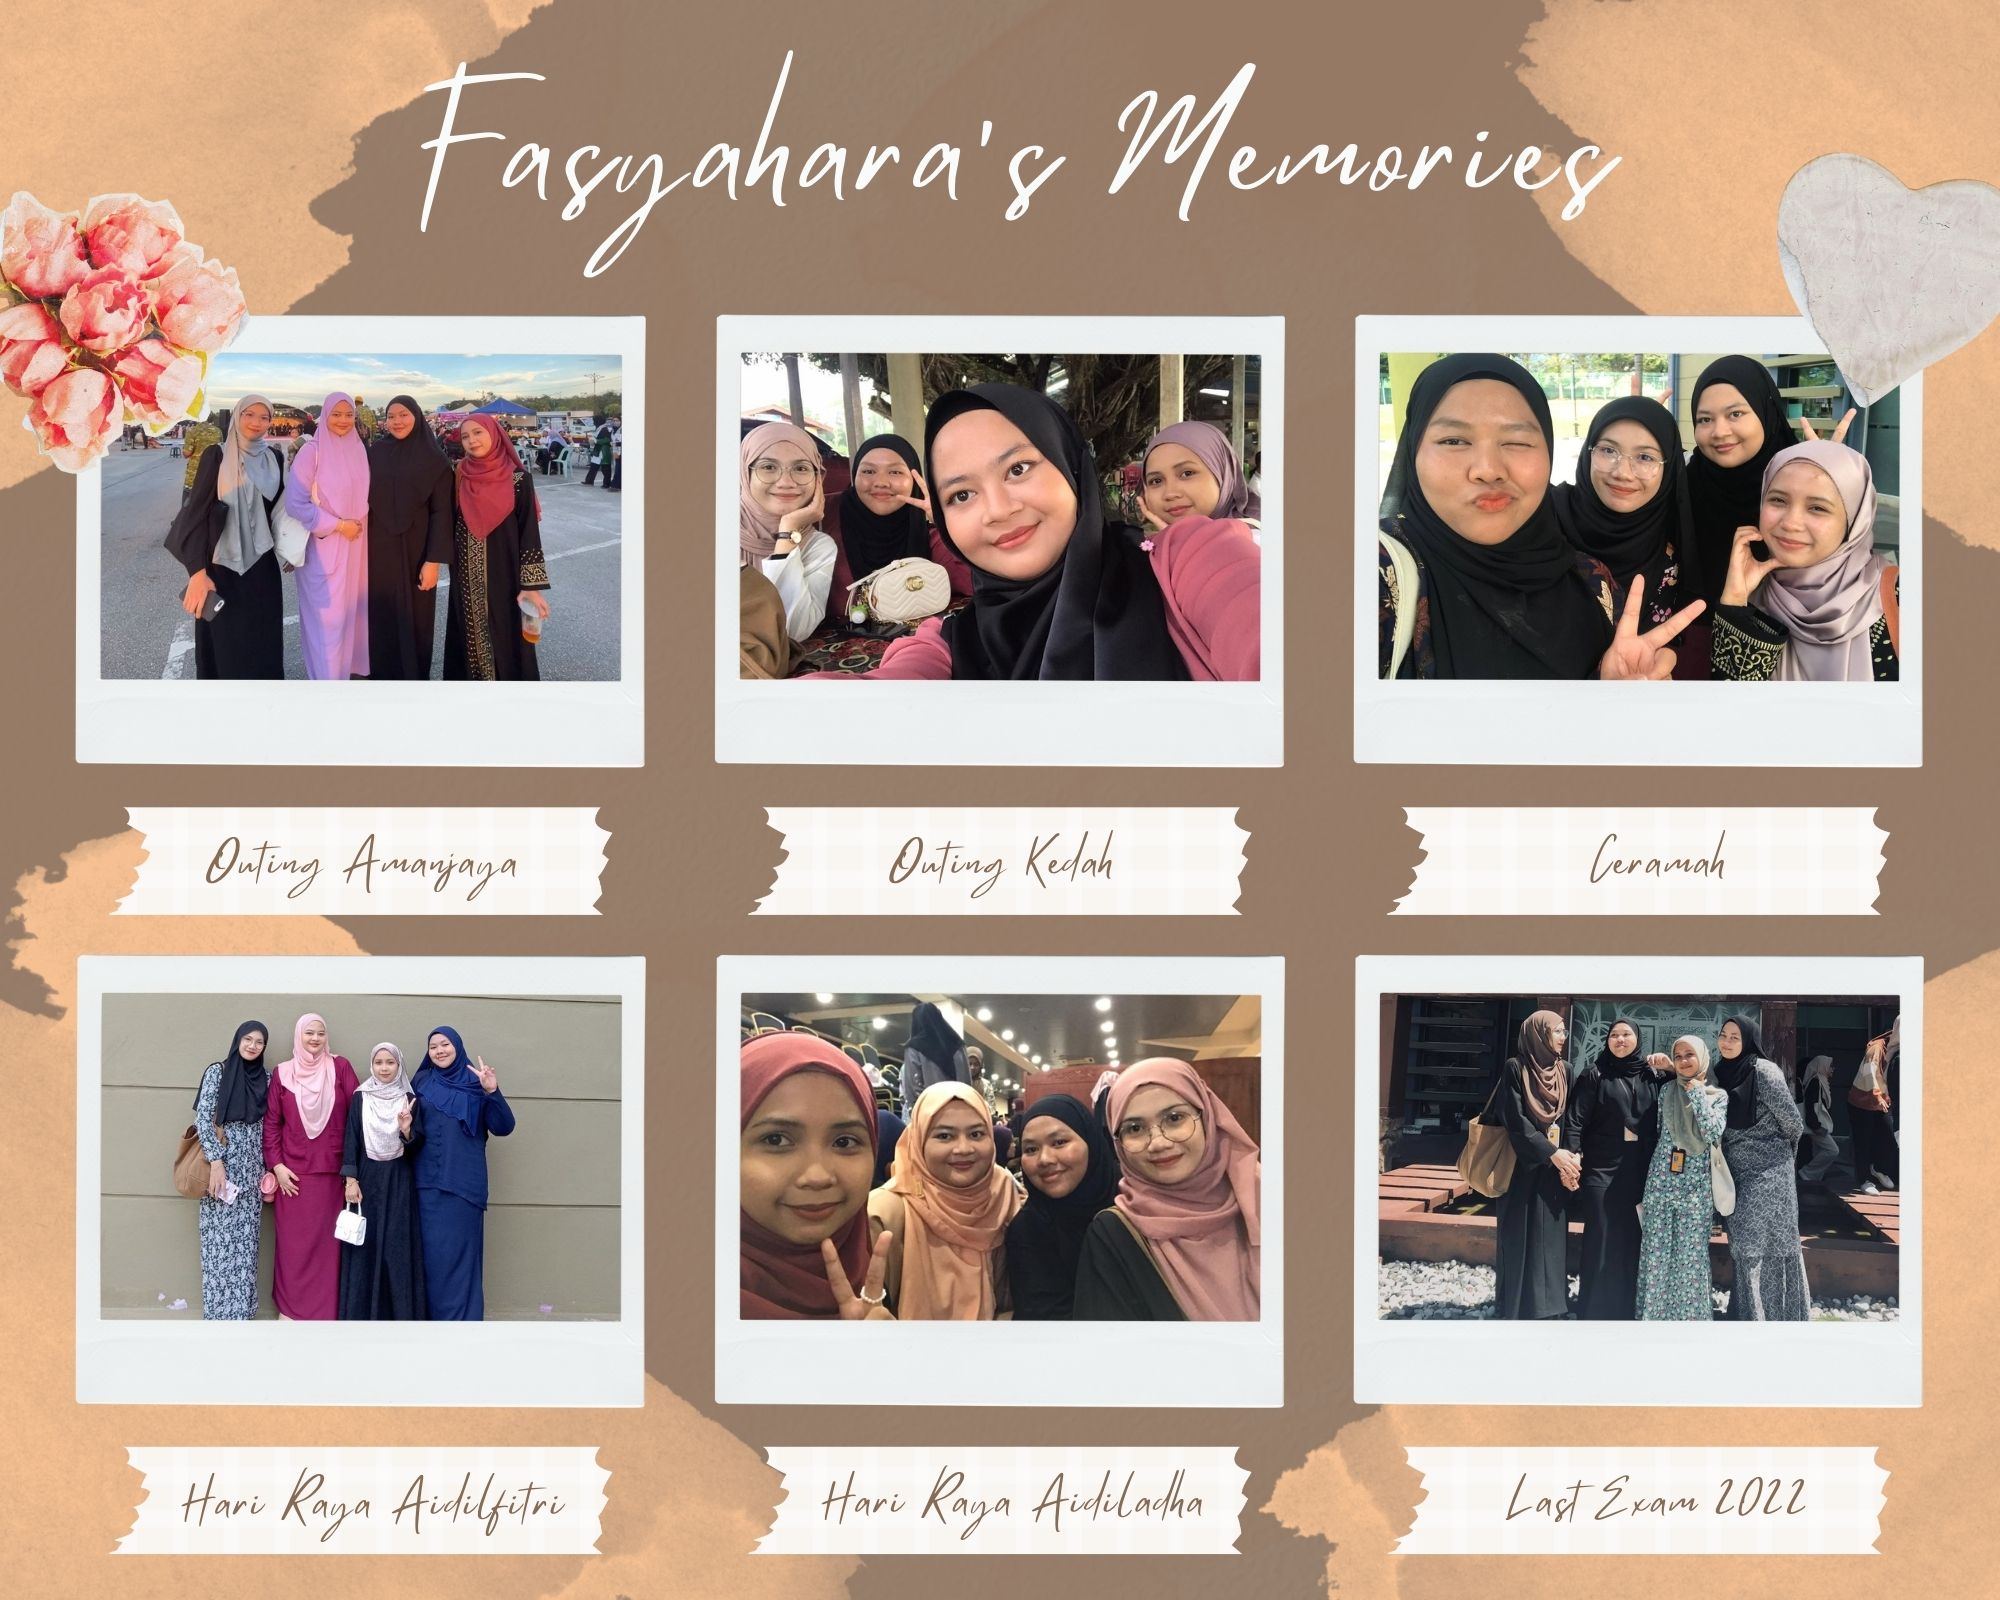 Fasyahara's Memories
Outing Amanjaya
Outing Kedah
Ceramah
Hari Raya Aidilfitri
Hari Raya Aidiladha
Last Exam 2022